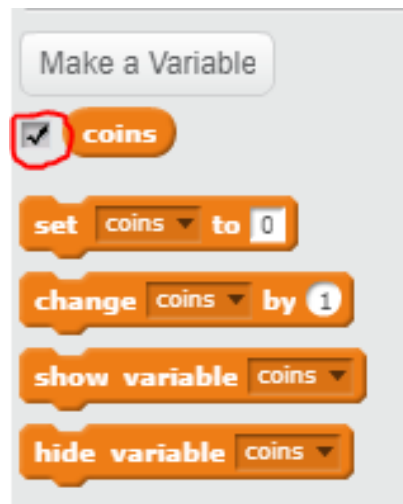 Make a Variable
coins
set coins to 0
change coins by 1
show variable coins
hide variable coins